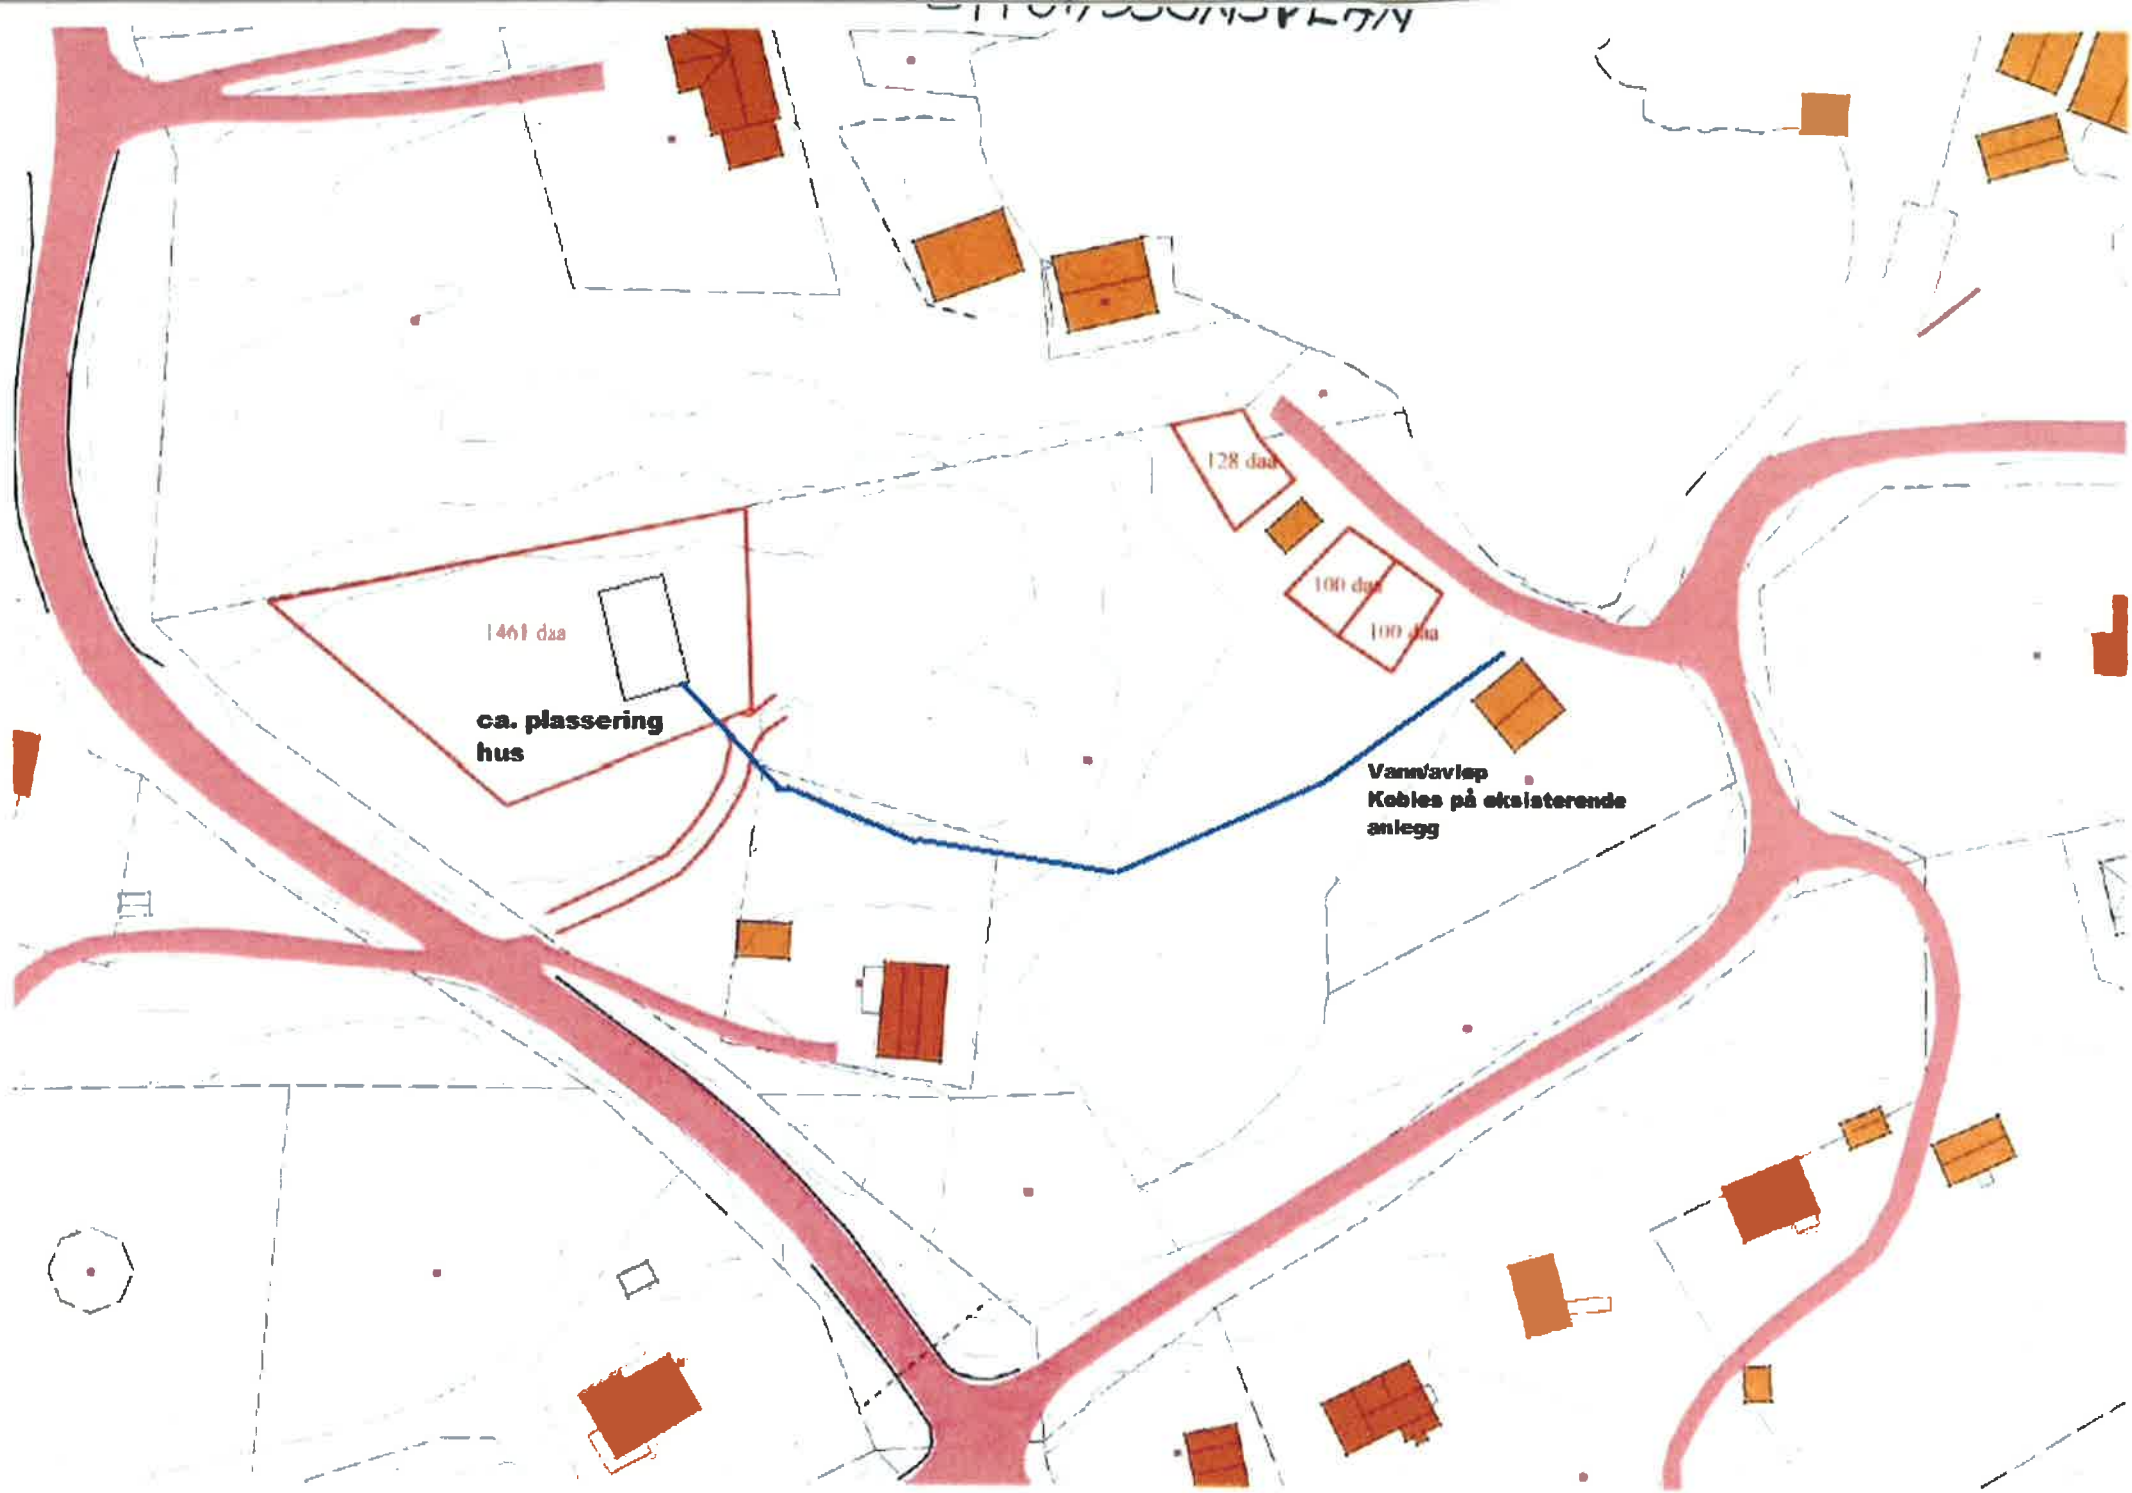 128 daa
100 daa
100 daa
1461 daa
ca. plassering
hus
Vann/avløp
Kobles på eksisterende
anlegg